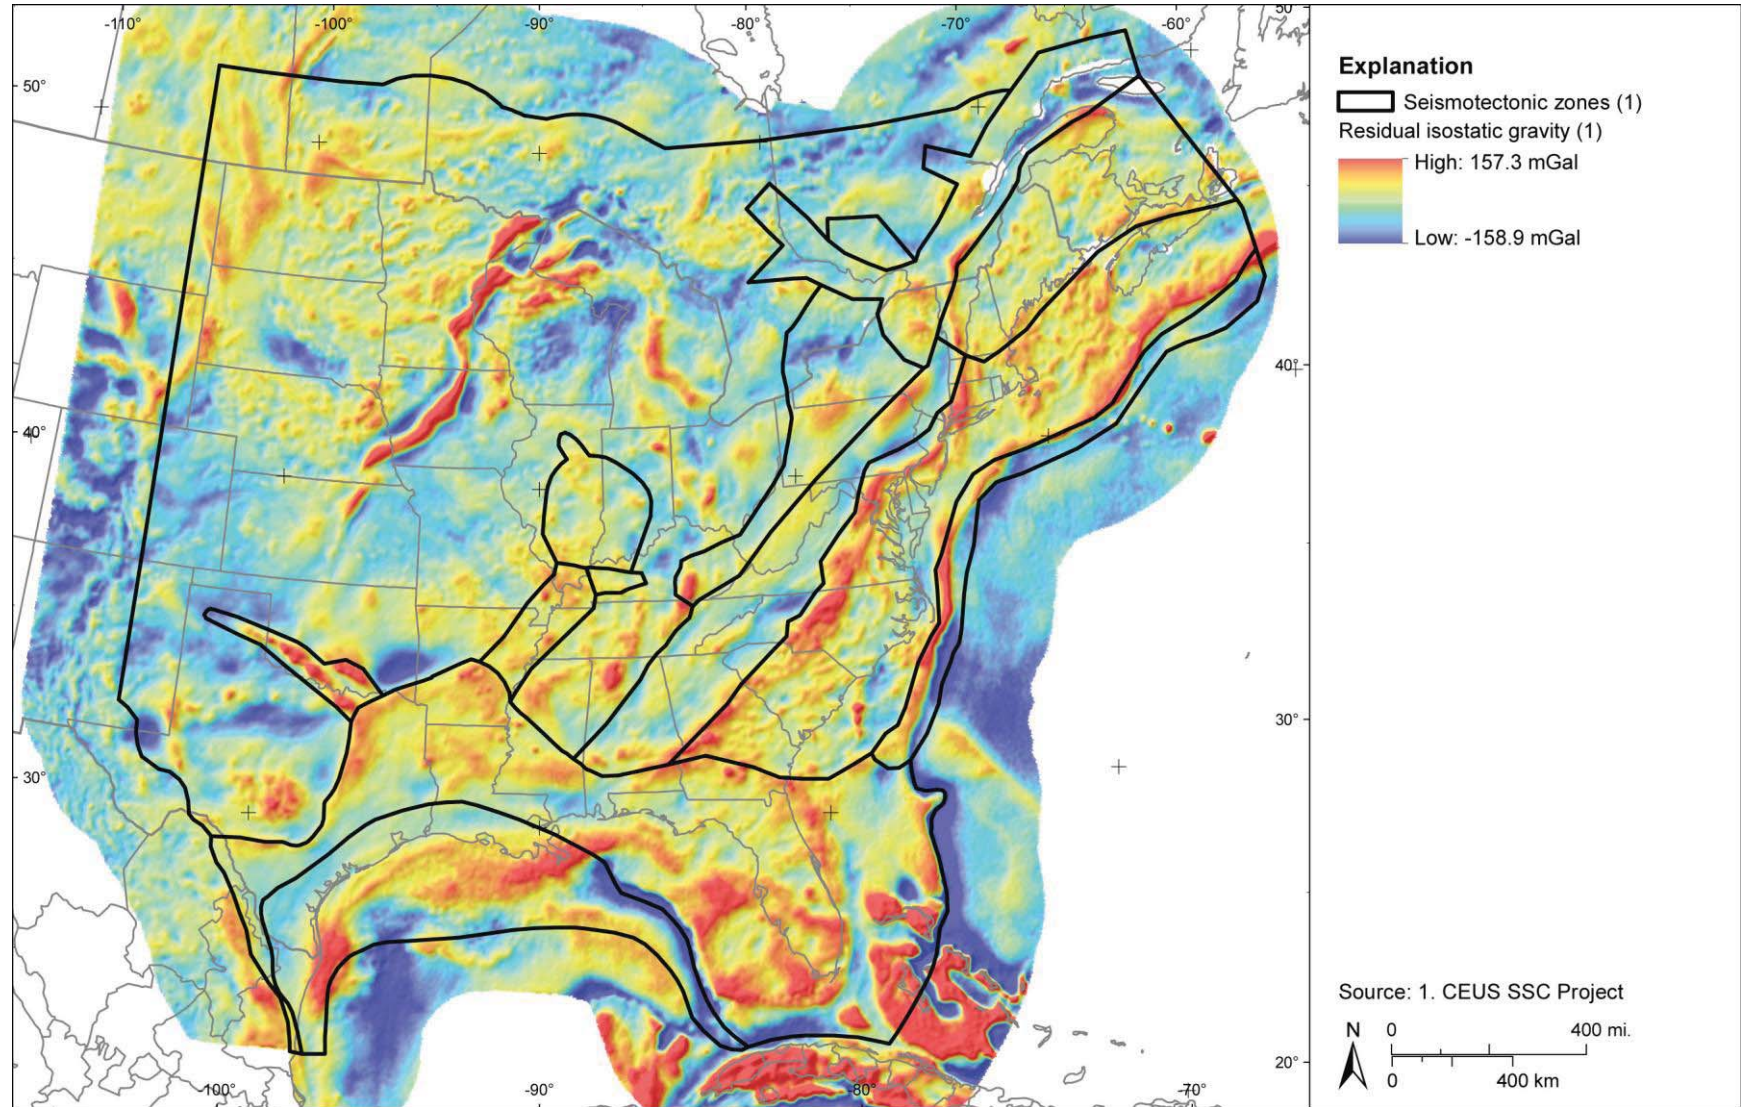 -110°
-100°
-90°
-80°
-70°
-60°
50°
50°
40°
40°
30°
30°
20°
-100°
-90°
-80°
-70°
Explanation
Seismotectonic zones (1)
Residual isostatic gravity (1)
High: 157.3 mGal
Low: -158.9 mGal
Source: 1. CEUS SSC Project
N
0 400 mi.
0 400 km